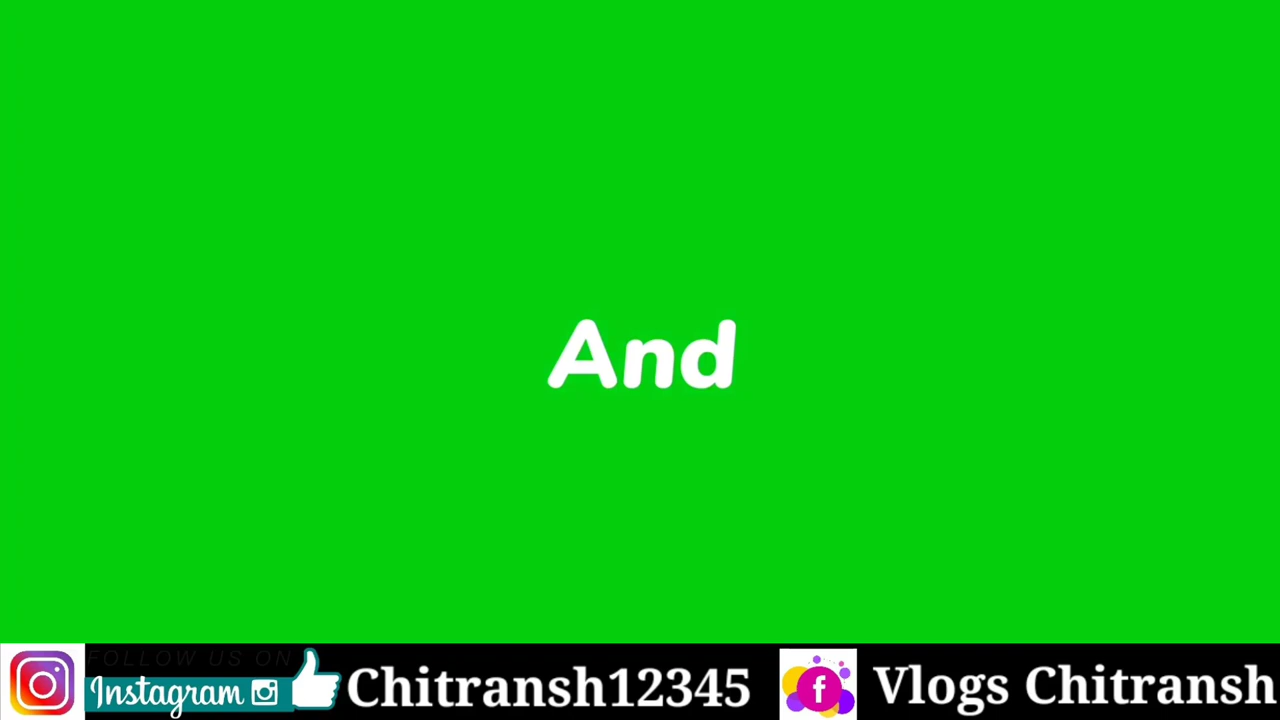 And
FOLLOW US ON
Instagram
Chitransh12345
f
Vlogs Chitransh